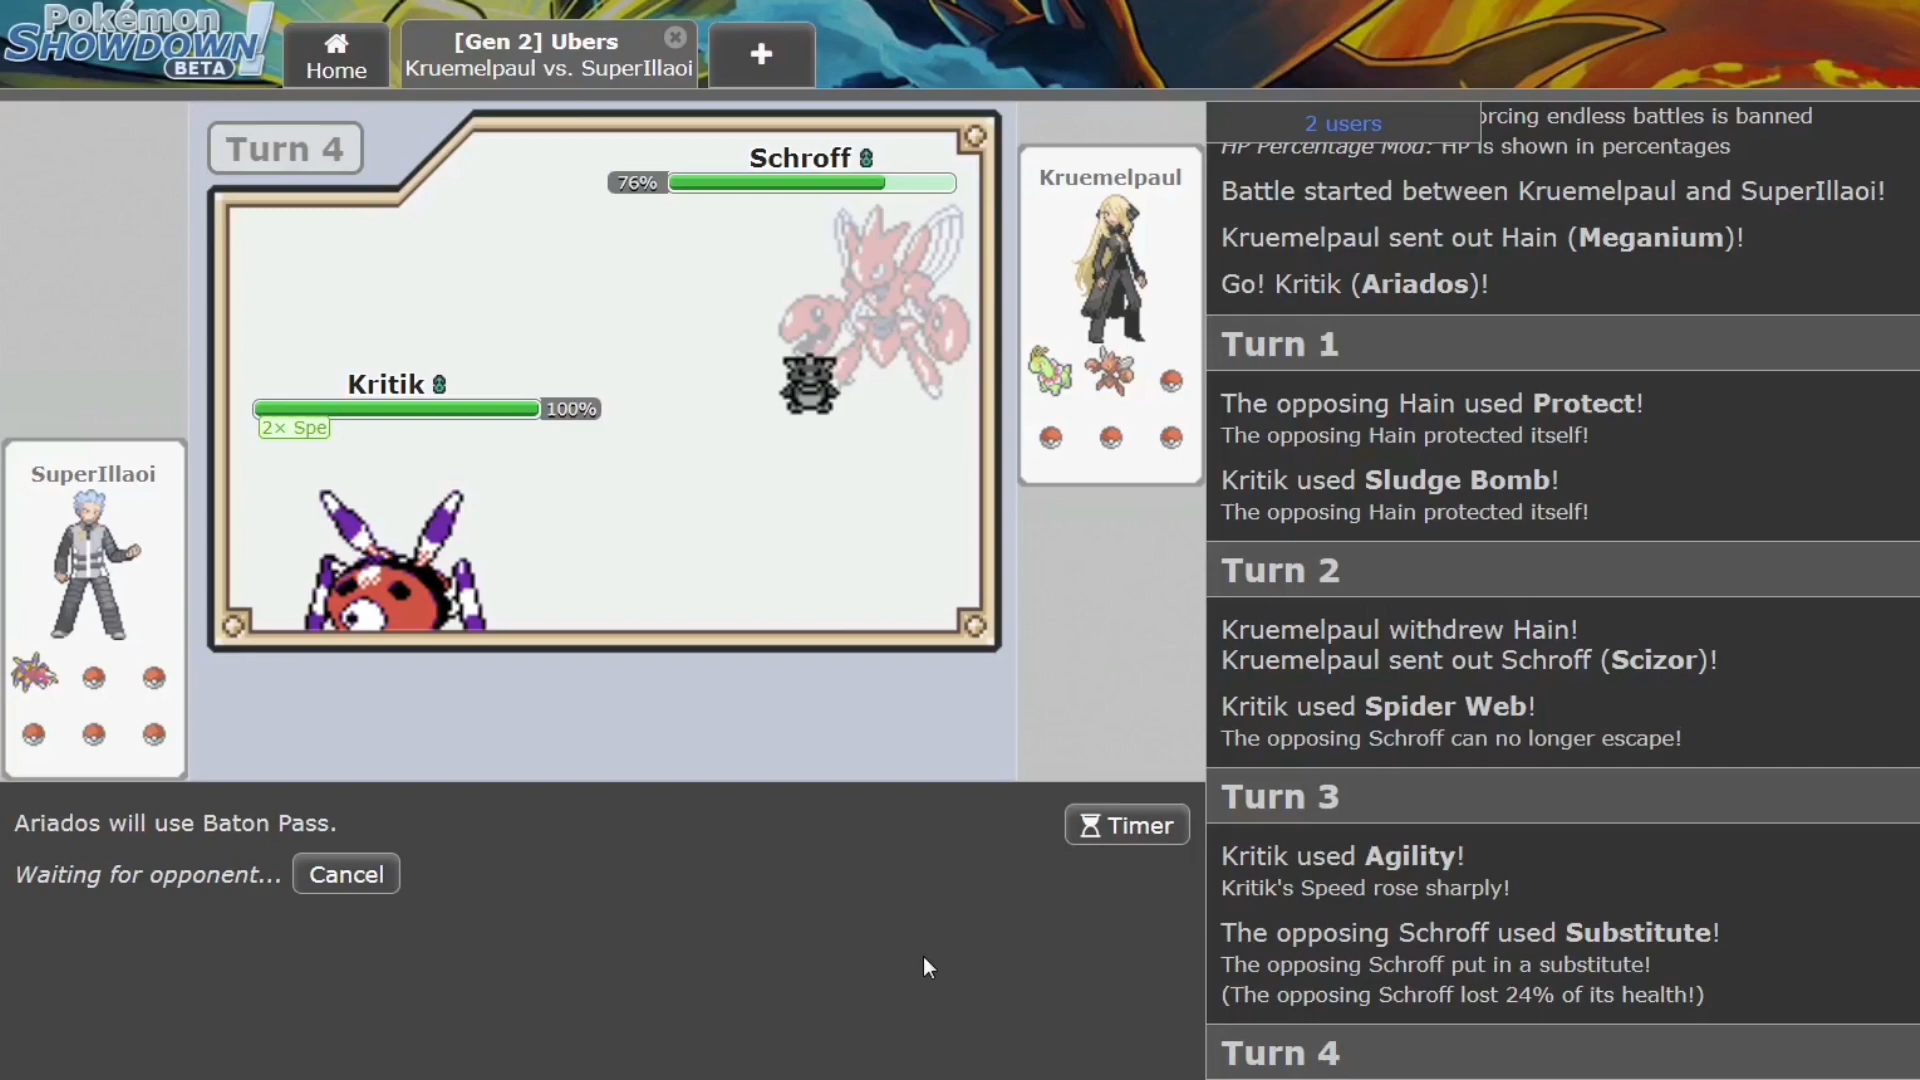 Pokémon
SHOWDOWN!
BETA
Home
[Gen 2] Ubers
Kruemelpaul vs. SuperIllaoi
Turn 4
Schroff
76%
Kritik
100%
2× Spe
Kruemelpaul
SuperIllaoi
Ariados will use Baton Pass.
Waiting for opponent...
Cancel
Timer
2 users
orcing endless battles is banned
HP Percentage Mod: HP is shown in percentages
Battle started between Kruemelpaul and SuperIllaoi!
Kruemelpaul sent out Hain (Meganium)!
Go! Kritik (Ariados)!
Turn 1
The opposing Hain used Protect!
The opposing Hain protected itself!
Kritik used Sludge Bomb!
The opposing Hain protected itself!
Turn 2
Kruemelpaul withdrew Hain!
Kruemelpaul sent out Schroff (Scizor)!
Kritik used Spider Web!
The opposing Schroff can no longer escape!
Turn 3
Kritik used Agility!
Kritik's Speed rose sharply!
The opposing Schroff used Substitute!
The opposing Schroff put in a substitute!
(The opposing Schroff lost 24% of its health!)
Turn 4